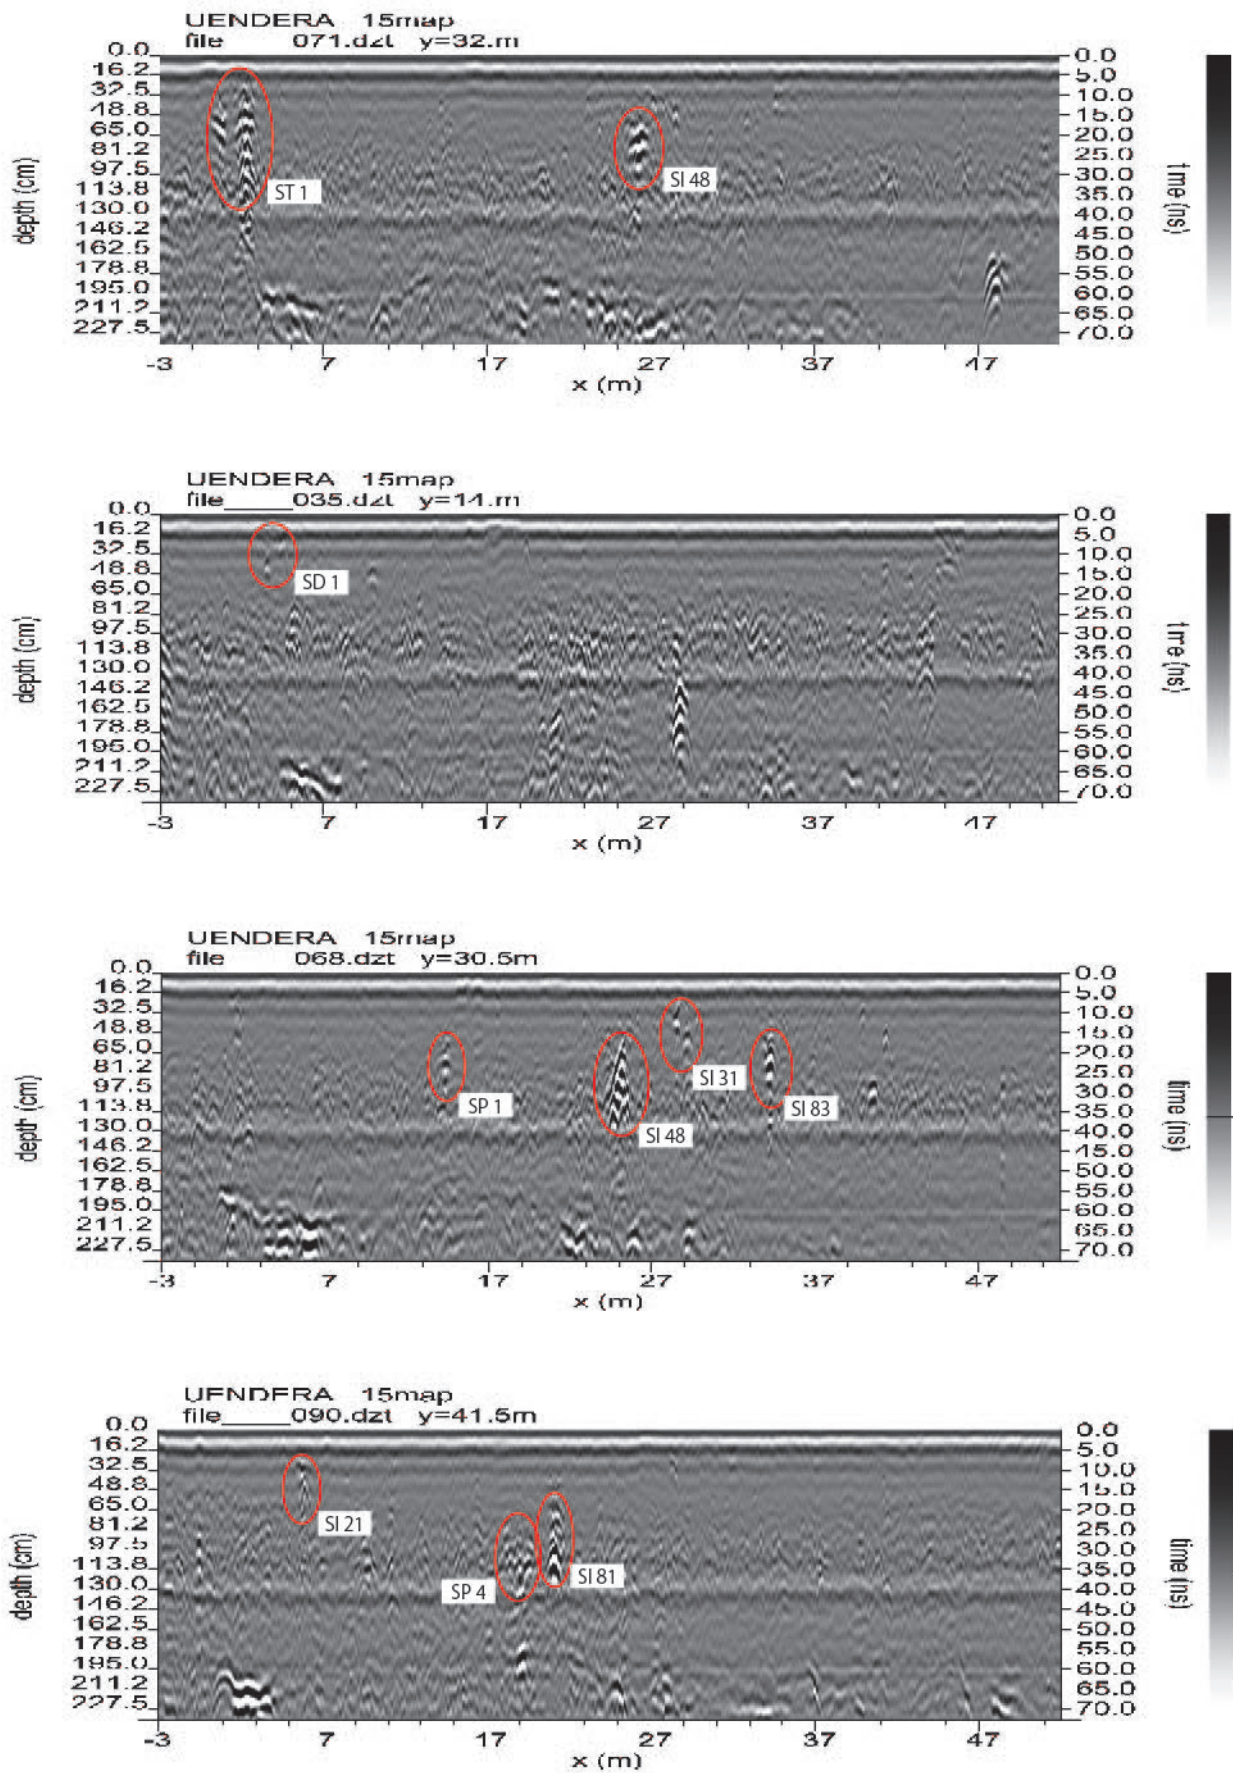 UENDERA 15map
file 071.dzt y=32.m
0.0 0.0
16.2 5.0
32.5 10.0
48.8 15.0
65.0 20.0
81.2 25.0
97.5 30.0
113.8 35.0
130.0 40.0
146.2 45.0
162.5 50.0
178.8 55.0
195.0 60.0
211.2 65.0
227.5 70.0
depth (cm)
time (ns)
ST 1
SI 48
-3 7 17 27 37 47
x (m)
UENDERA 15map
file_____035.dzt y=14.m
0.0 0.0
16.2 5.0
32.5 10.0
48.8 15.0
65.0 20.0
81.2 25.0
97.5 30.0
113.8 35.0
130.0 40.0
146.2 45.0
162.5 50.0
178.8 55.0
195.0 60.0
211.2 65.0
227.5 70.0
depth (cm)
time (ns)
SD 1
-3 7 17 27 37 47
x (m)
UENDERA 15map
file 068.dzt y=30.5m
0.0 0.0
16.2 5.0
32.5 10.0
48.8 15.0
65.0 20.0
81.2 25.0
97.5 30.0
113.8 35.0
130.0 40.0
146.2 45.0
162.5 50.0
178.8 55.0
195.0 60.0
211.2 65.0
227.5 70.0
depth (cm)
time (ns)
SI 31
SP 1
SI 83
SI 48
-3 7 17 27 37 47
x (m)
UENDERA 15map
file_____090.dzt y=41.5m
0.0 0.0
16.2 5.0
32.5 10.0
48.8 15.0
65.0 20.0
81.2 25.0
97.5 30.0
113.8 35.0
130.0 40.0
146.2 45.0
162.5 50.0
178.8 55.0
195.0 60.0
211.2 65.0
227.5 70.0
depth (cm)
time (ns)
SI 21
SI 81
SP 4
-3 7 17 27 37 47
x (m)